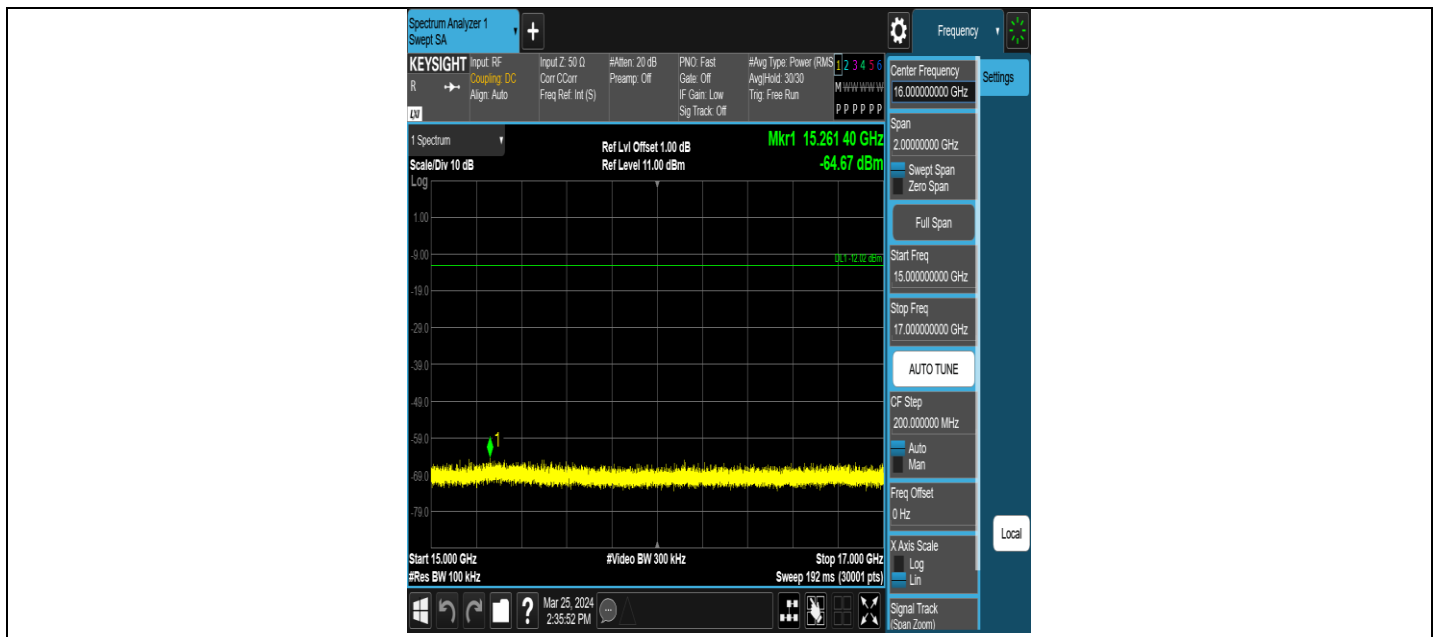 Spectrum Analyzer 1
Swept SA
+
Frequency
KEYSIGHT
R
LXI
Input: RF
Coupling: DC
Align: Auto
Input Z: 50 Ω
Corr CCorr
Freq Ref: Int (S)
#Atten: 20 dB
Preamp: Off
PNO: Fast
Gate: Off
IF Gain: Low
Sig Track: Off
#Avg Type: Power (RMS
Avg|Hold: 30/30
Trig: Free Run
1 2 3 4 5 6
M W W W W W
P P P P P P
1 Spectrum
Scale/Div 10 dB
Log
Ref Lvl Offset 1.00 dB
Ref Level 11.00 dBm
Mkr1 15.261 40 GHz
-64.67 dBm
1.00
-9.00
DL1 -12.02 dBm
-19.0
-29.0
-39.0
-49.0
-59.0
1
-69.0
-79.0
Start 15.000 GHz
#Res BW 100 kHz
#Video BW 300 kHz
Stop 17.000 GHz
Sweep 192 ms (30001 pts)
Center Frequency
16.000000000 GHz
Settings
Span
2.00000000 GHz
Swept Span
Zero Span
Full Span
Start Freq
15.000000000 GHz
Stop Freq
17.000000000 GHz
AUTO TUNE
CF Step
200.000000 MHz
Auto
Man
Freq Offset
0 Hz
X Axis Scale
Log
Lin
Local
Signal Track
(Span Zoom)
?
Mar 25, 2024
2:35:52 PM